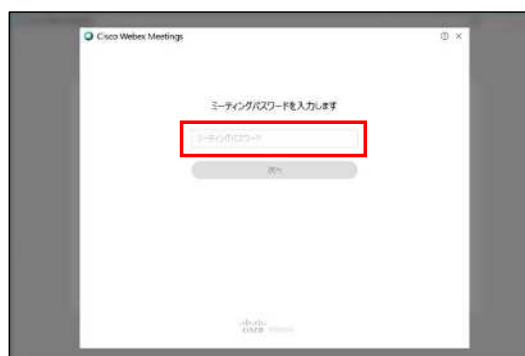 Cisco Webex Meetings
ミーティングパスワードを入力します
ミーティングパスワード
次へ
cisco